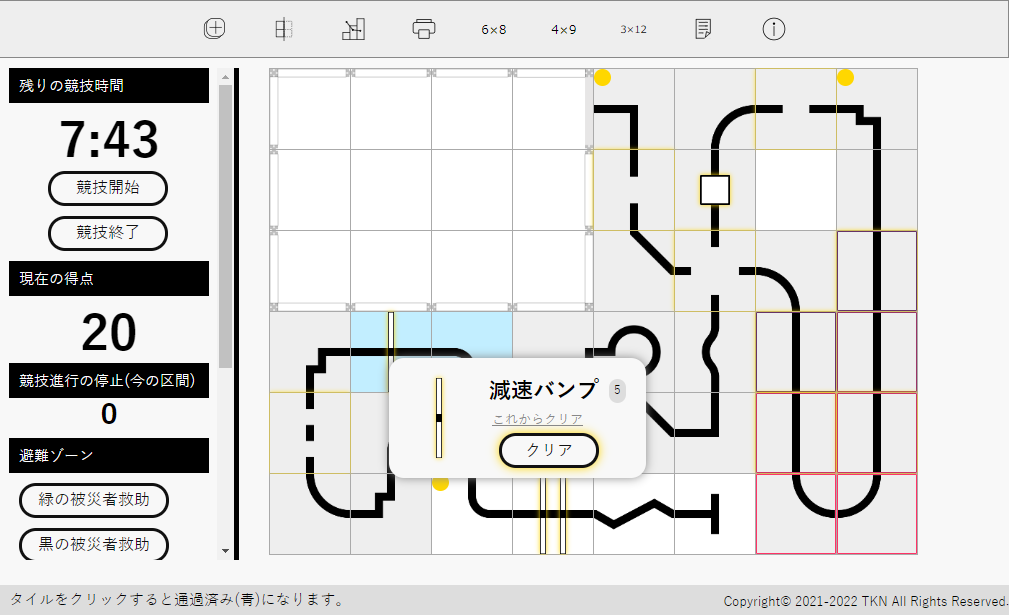 6×8
4×9
3×12
残りの競技時間
7:43
競技開始
競技終了
現在の得点
20
競技進行の停止(今の区間)
0
避難ゾーン
緑の被災者救助
黒の被災者救助
減速バンプ 5
これからクリア
クリア
タイルをクリックすると通過済み(青)になります。
Copyright© 2021-2022 TKN All Rights Reserved.